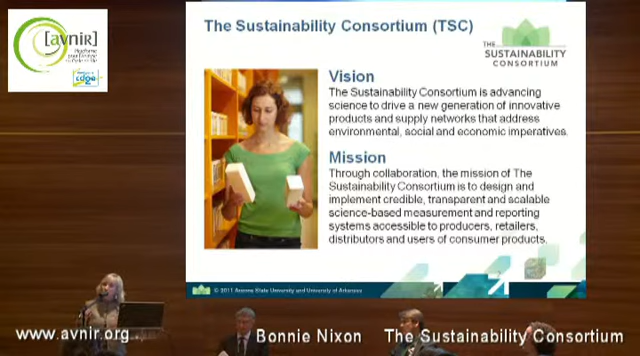 [avniR]
The Sustainability Consortium (TSC)
THE
SUSTAINABILITY
CONSORTIUM
Vision
The Sustainability Consortium is advancing
science to drive a new generation of innovative
products and supply networks that address
environmental, social and economic imperatives.
Mission
Through collaboration, the mission of The
Sustainability Consortium is to design and
implement credible, transparent and scalable
science-based measurement and reporting
systems accessible to producers, retailers,
distributors and users of consumer products.
© 2011 Arizona State University and University of Arkansas
www.avnir.org
Bonnie Nixon
The Sustainability Consortium